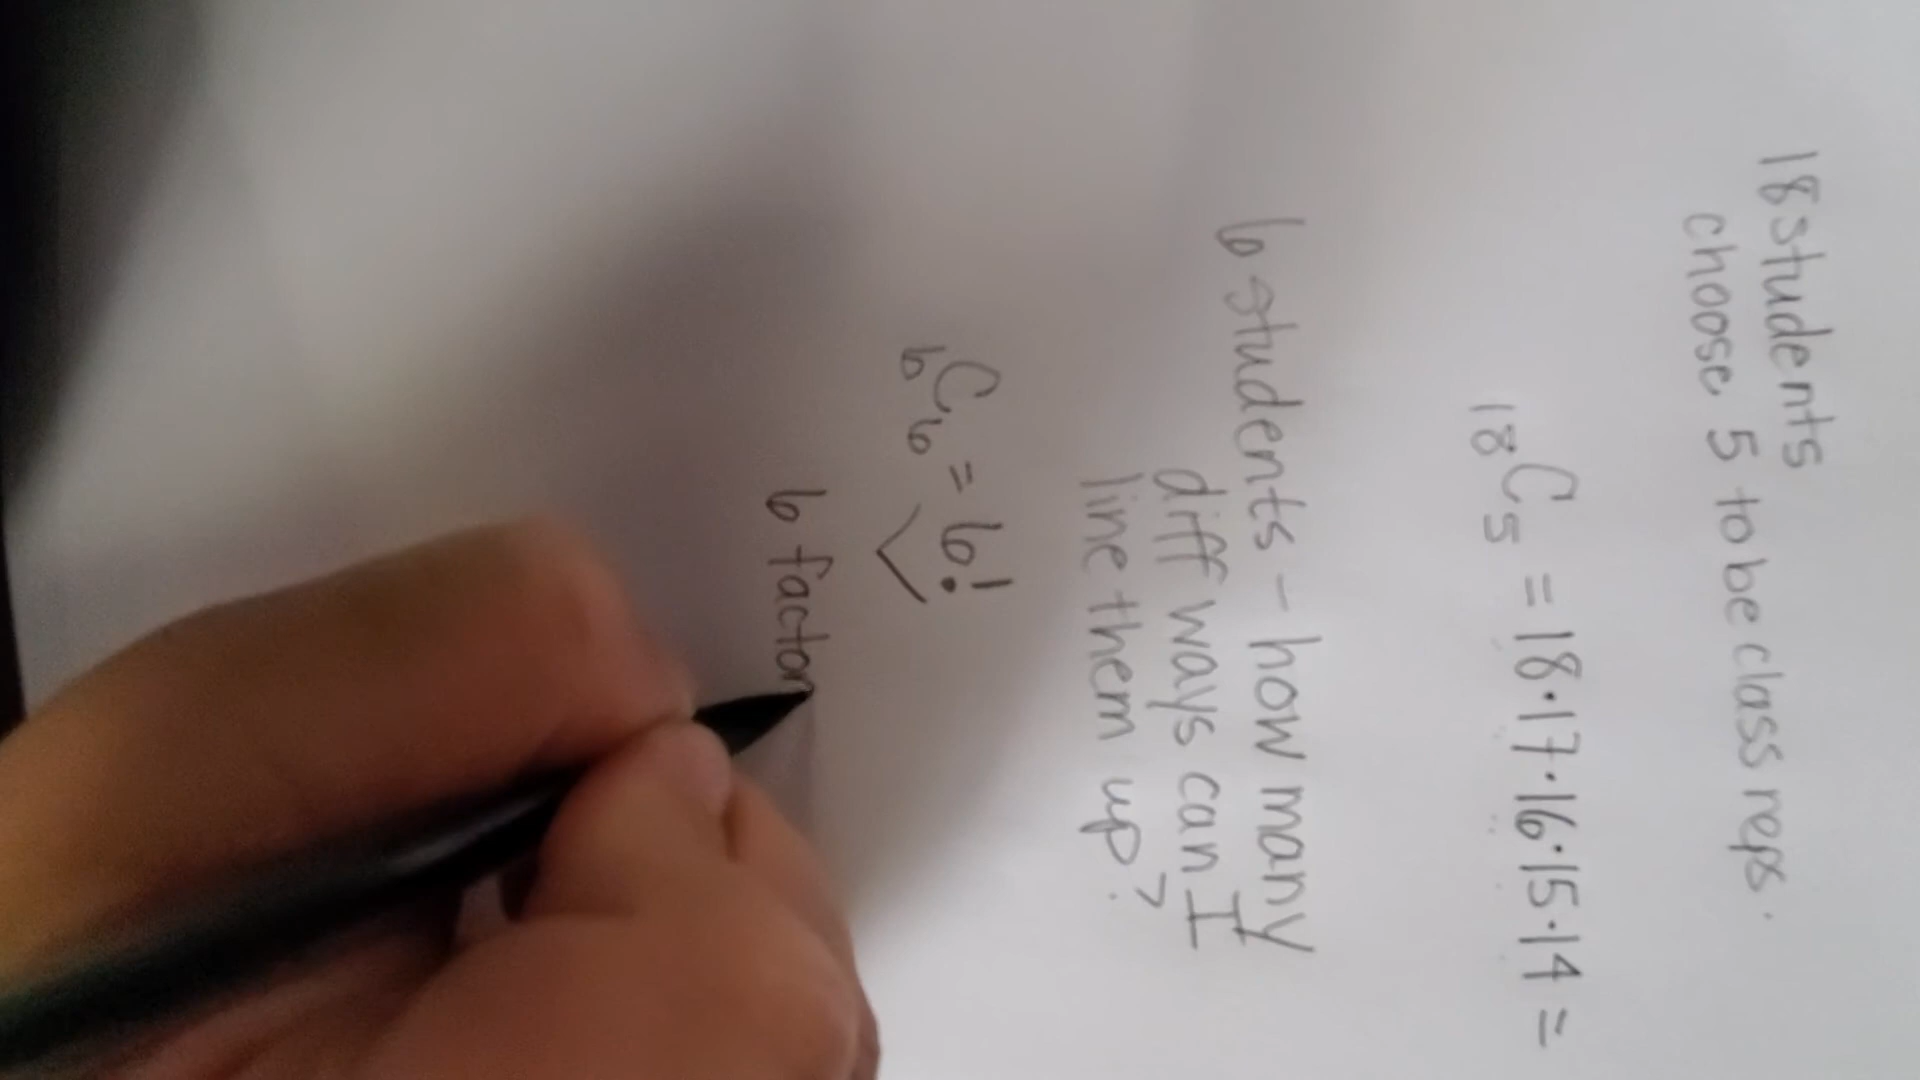 18 students
choose 5 to be class reps.
18C5 = 18·17·16·15·14 =
6 students - how many
diff ways can I
line them up?
6C6 = 6!
6 factor